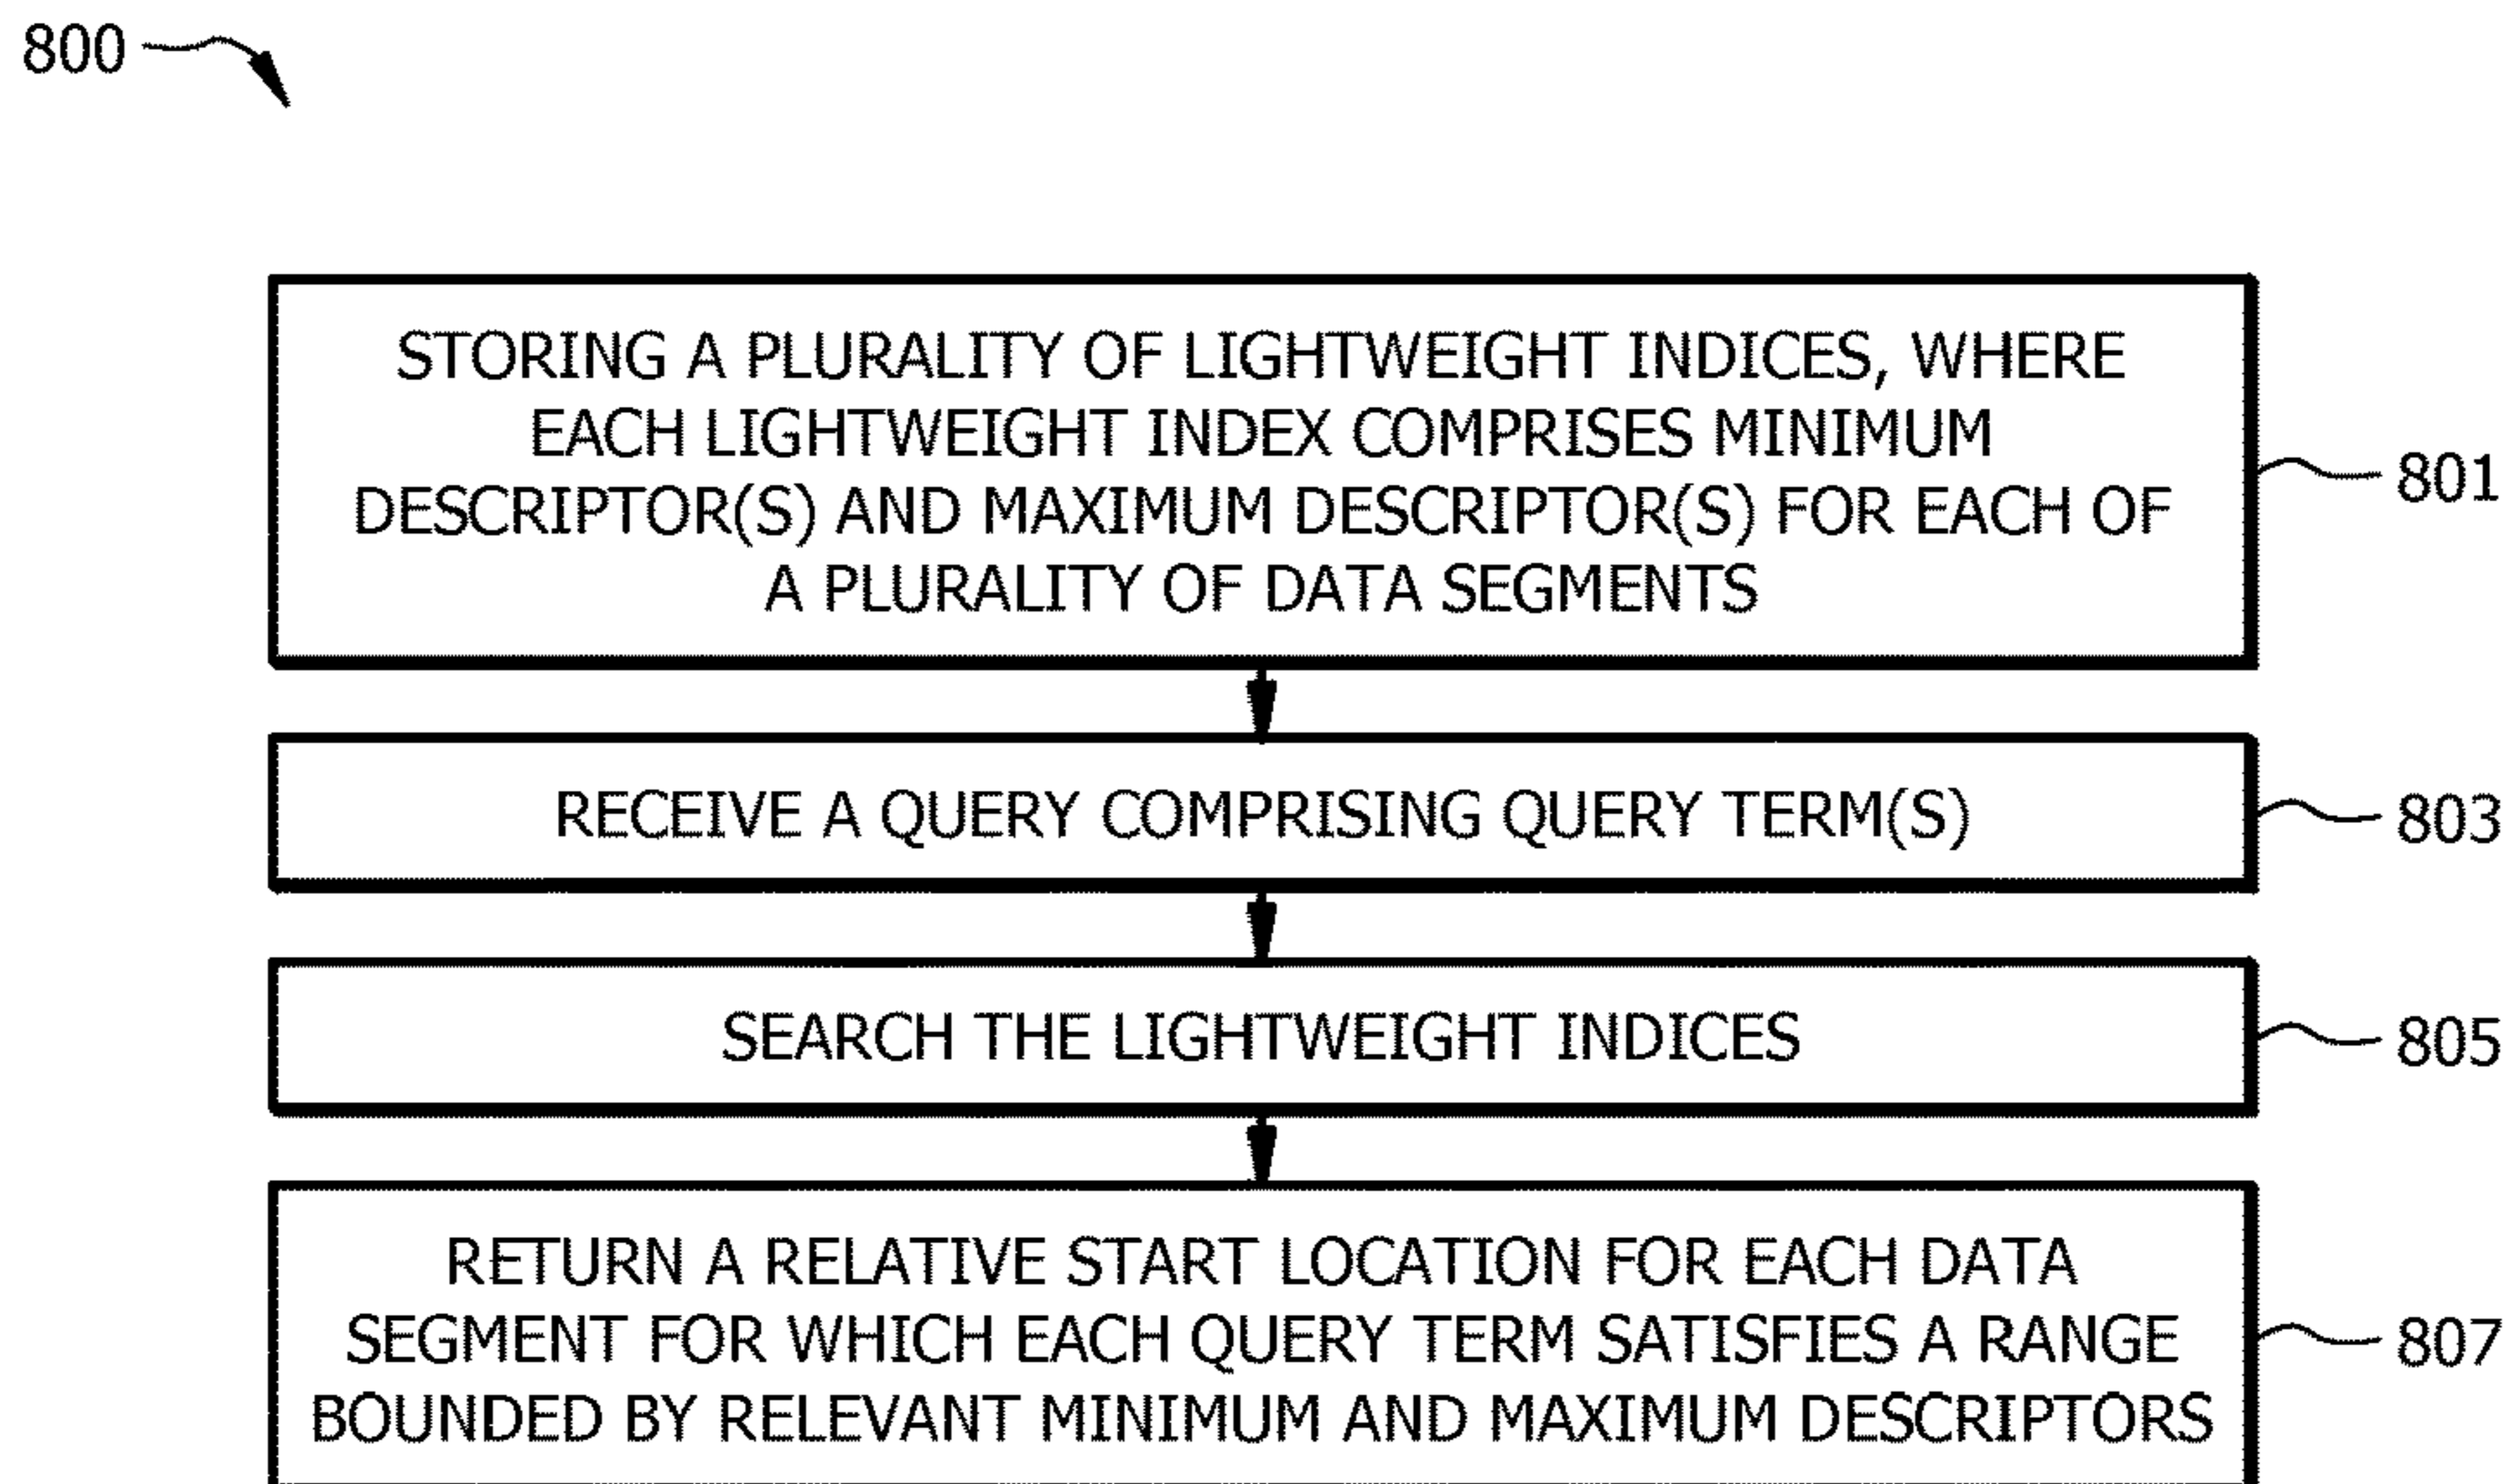 800
STORING A PLURALITY OF LIGHTWEIGHT INDICES, WHERE
EACH LIGHTWEIGHT INDEX COMPRISES MINIMUM
DESCRIPTOR(S) AND MAXIMUM DESCRIPTOR(S) FOR EACH OF
A PLURALITY OF DATA SEGMENTS
801
RECEIVE A QUERY COMPRISING QUERY TERM(S)
803
SEARCH THE LIGHTWEIGHT INDICES
805
RETURN A RELATIVE START LOCATION FOR EACH DATA
SEGMENT FOR WHICH EACH QUERY TERM SATISFIES A RANGE
BOUNDED BY RELEVANT MINIMUM AND MAXIMUM DESCRIPTORS
807